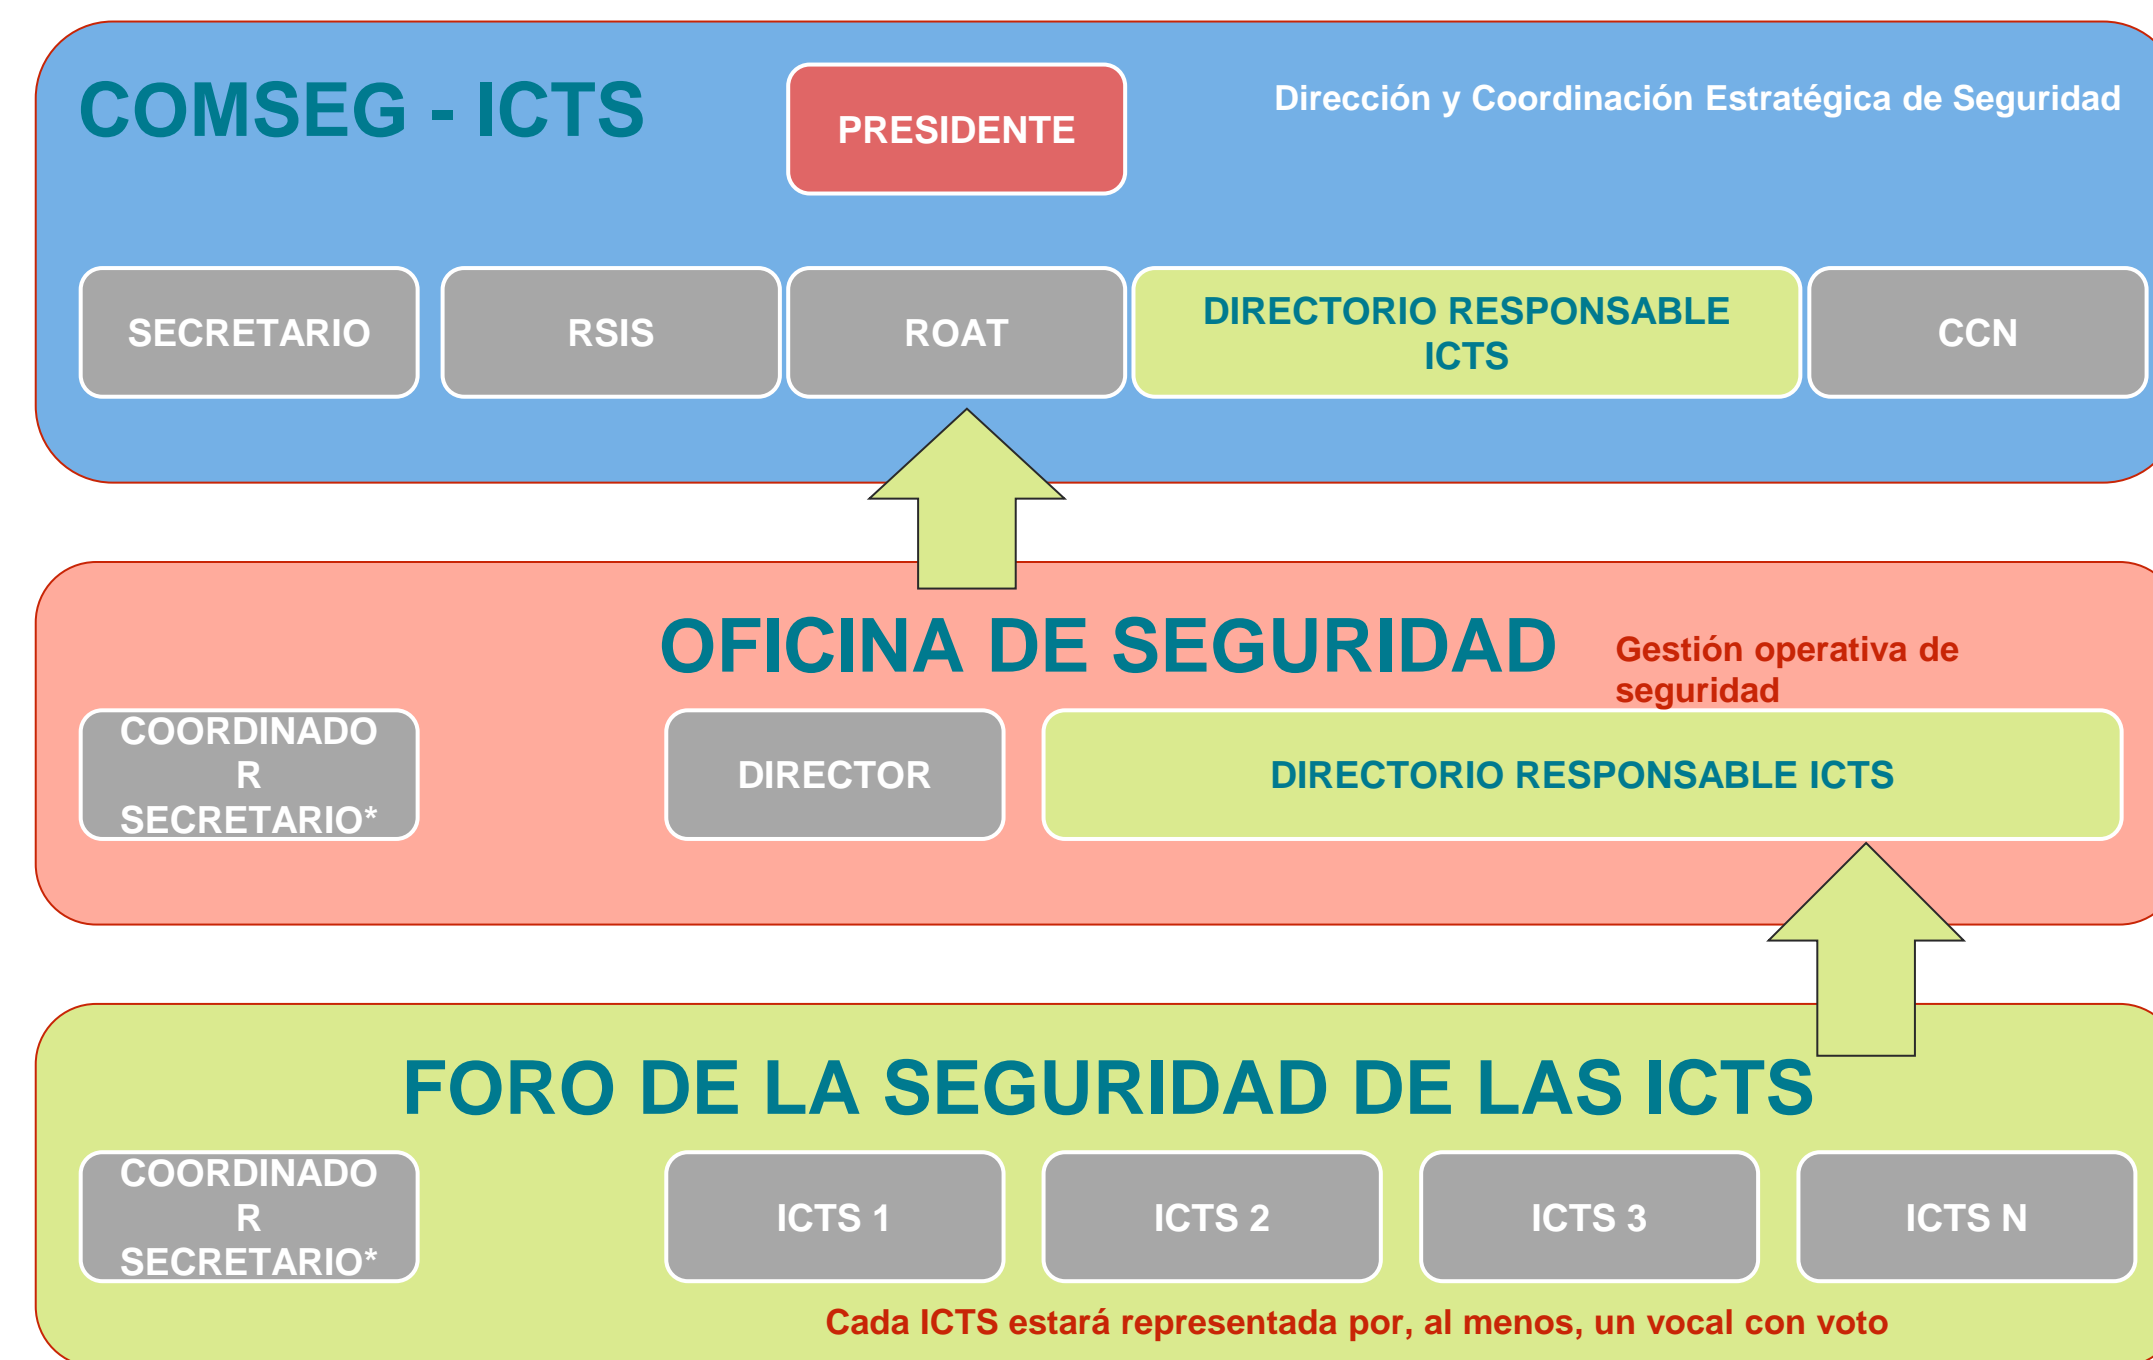 COMSEG - ICTS
PRESIDENTE
Dirección y Coordinación Estratégica de Seguridad
SECRETARIO
RSIS
ROAT
DIRECTORIO RESPONSABLE
ICTS
CCN
OFICINA DE SEGURIDAD
Gestión operativa de
seguridad
COORDINADO
R
SECRETARIO*
DIRECTOR
DIRECTORIO RESPONSABLE ICTS
FORO DE LA SEGURIDAD DE LAS ICTS
COORDINADO
R
SECRETARIO*
ICTS 1
ICTS 2
ICTS 3
ICTS N
Cada ICTS estará representada por, al menos, un vocal con voto